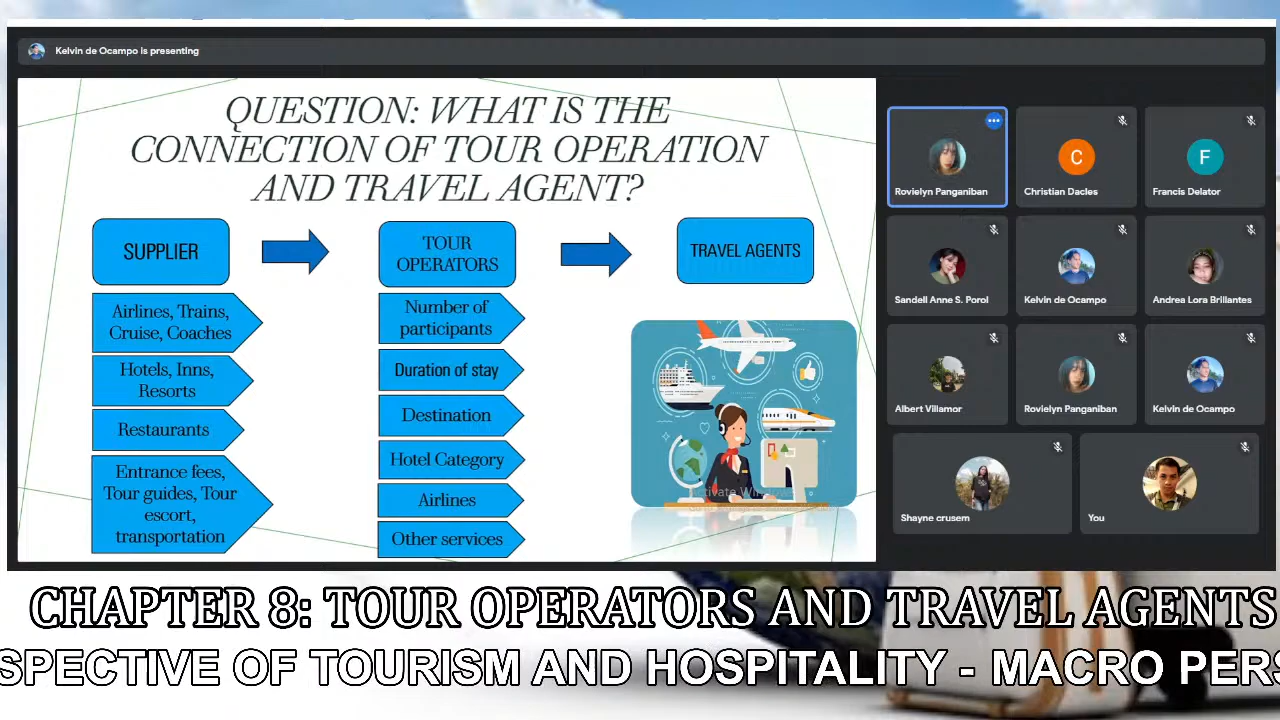 Kelvin de Ocampo is presenting
QUESTION: WHAT IS THE
CONNECTION OF TOUR OPERATION
AND TRAVEL AGENT?
SUPPLIER
Airlines, Trains,
Cruise, Coaches
Hotels, Inns,
Resorts
Restaurants
Entrance fees,
Tour guides, Tour
escort,
transportation
TOUR
OPERATORS
Number of
participants
Duration of stay
Destination
Hotel Category
Airlines
Other services
TRAVEL AGENTS
Rovielyn Panganiban
C
Christian Dacles
F
Francis Delator
Sandell Anne S. Porol
Kelvin de Ocampo
Andrea Lora Brillantes
Albert Villamor
Rovielyn Panganiban
Kelvin de Ocampo
Shayne crusem
You
CHAPTER 8: TOUR OPERATORS AND TRAVEL AGENTS
SPECTIVE OF TOURISM AND HOSPITALITY - MACRO PERS